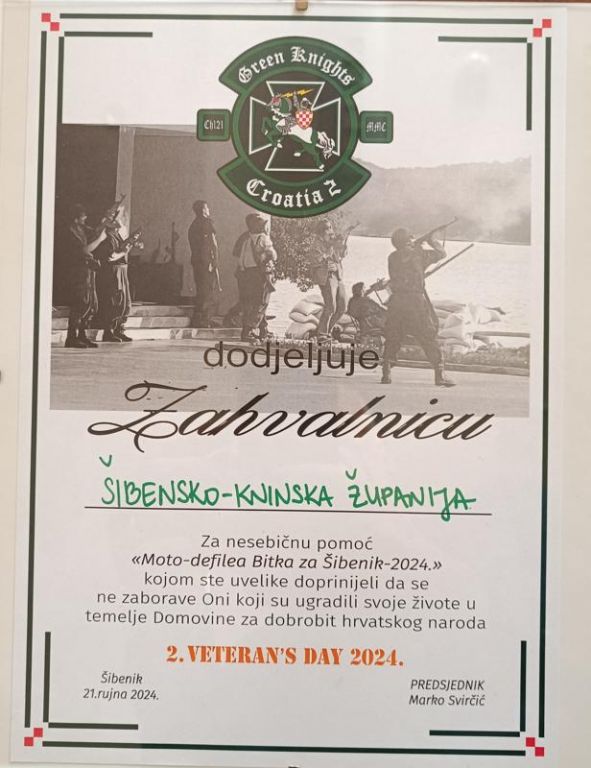 Green Knights
Ch121
MMC
Croatia 2
dodjeljuje
Zahvalnicu
ŠIBENSKO-KNINSKA ŽUPANIJA
Za nesebičnu pomoć
«Moto-defilea Bitka za Šibenik-2024.»
kojom ste uvelike doprinijeli da se
ne zaborave Oni koji su ugradili svoje živote u
temelje Domovine za dobrobit hrvatskog naroda
2. VETERAN'S DAY 2024.
Šibenik
21.rujna 2024.
PREDSJEDNIK
Marko Svirčić